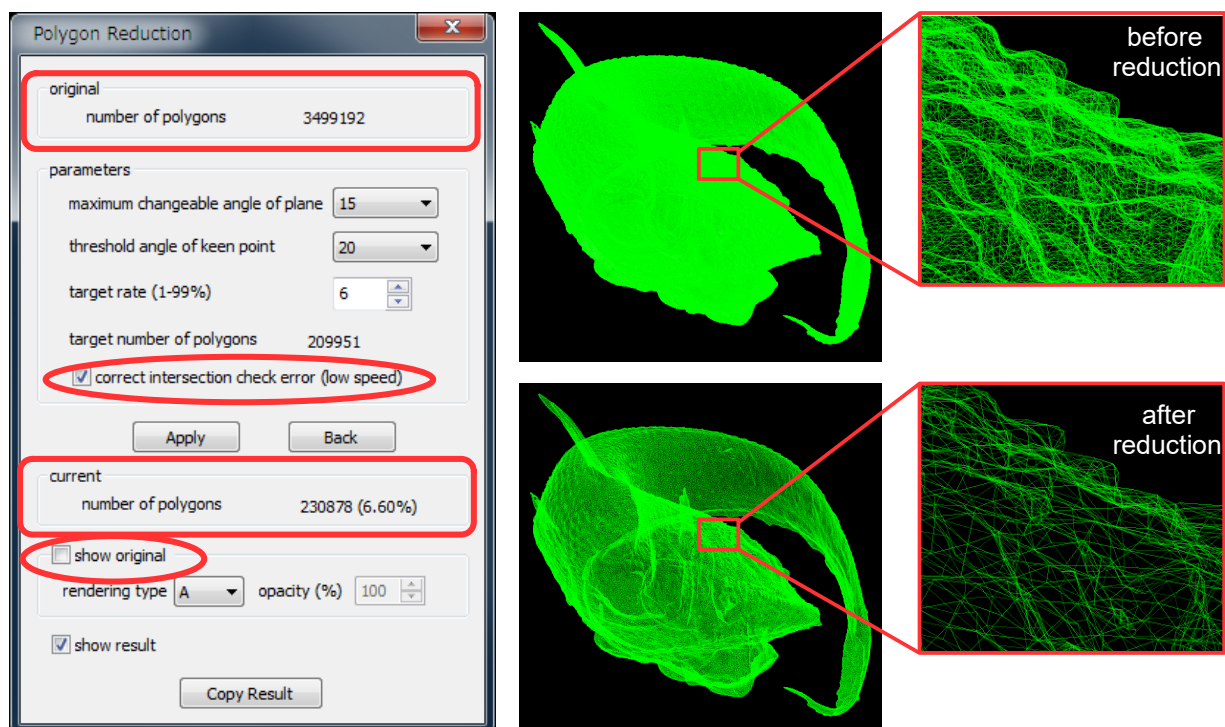 Polygon Reduction
original
number of polygons 3499192
parameters
maximum changeable angle of plane 15
threshold angle of keen point 20
target rate (1-99%) 6
target number of polygons 209951
correct intersection check error (low speed)
Apply Back
current
number of polygons 230878 (6.60%)
show original
rendering type A opacity (%) 100
show result
Copy Result
before
reduction
after
reduction